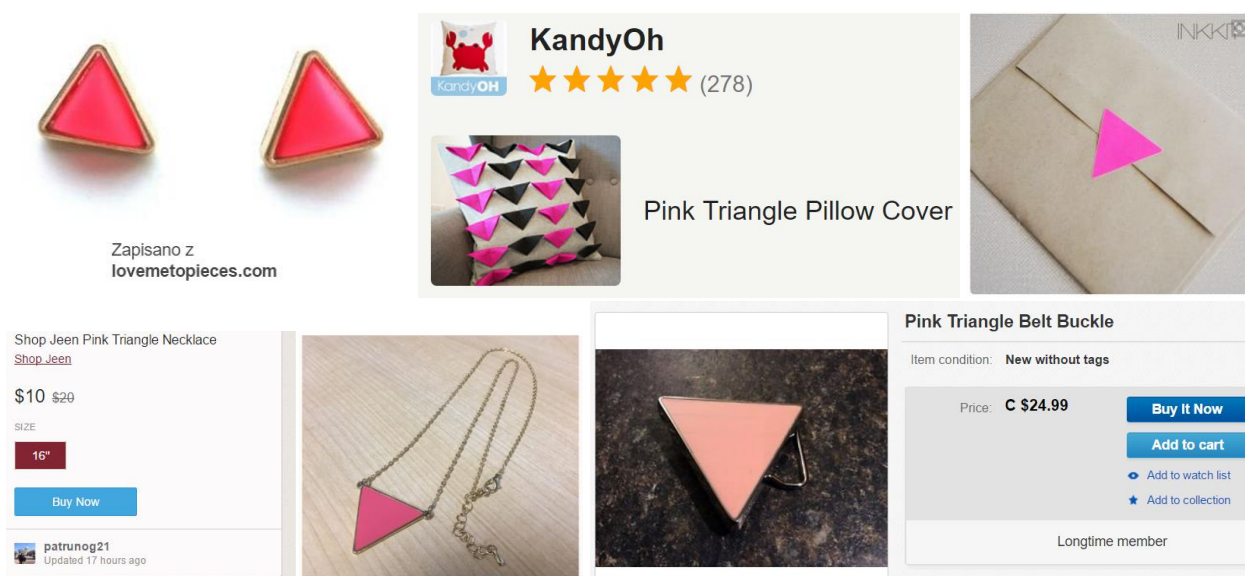 Zapisano z
lovemetopieces.com
KandyOH
KandyOh
(278)
Pink Triangle Pillow Cover
Shop Jeen Pink Triangle Necklace
Shop Jeen
$10 $20
SIZE
16"
Buy Now
patrunog21
Updated 17 hours ago
Pink Triangle Belt Buckle
Item condition: New without tags
Price: C $24.99
Buy It Now
Add to cart
Add to watch list
Add to collection
Longtime member